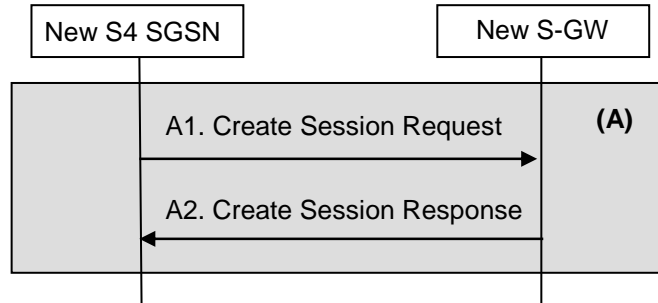 New S4 SGSN
New S-GW
(A)
A1. Create Session Request
A2. Create Session Response